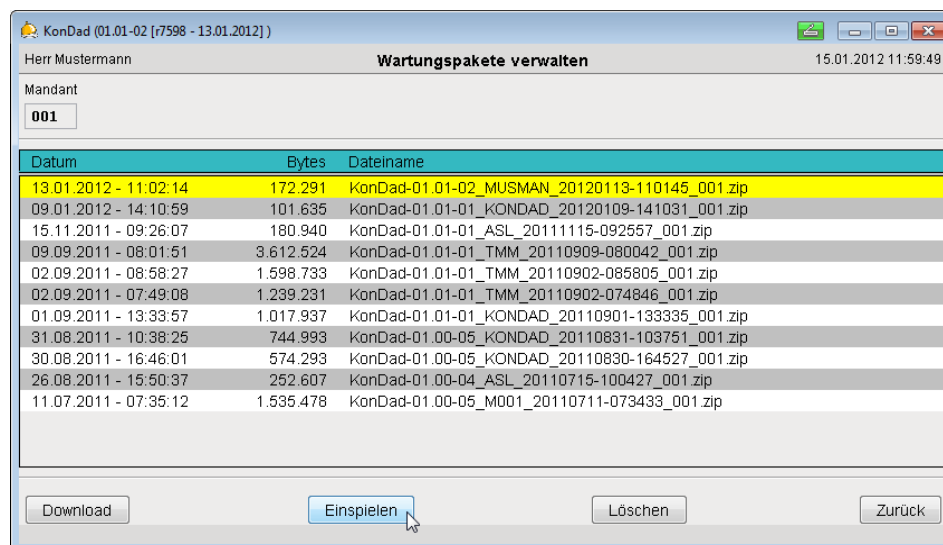 KonDad (01.01-02 [r7598 - 13.01.2012] )
Herr Mustermann Wartungspakete verwalten 15.01.2012 11:59:49
Mandant
001
Datum Bytes Dateiname
13.01.2012 - 11:02:14 172.291 KonDad-01.01-02_MUSMAN_20120113-110145_001.zip
09.01.2012 - 14:10:59 101.635 KonDad-01.01-01_KONDAD_20120109-141031_001.zip
15.11.2011 - 09:26:07 180.940 KonDad-01.01-01_ASL_20111115-092557_001.zip
09.09.2011 - 08:01:51 3.612.524 KonDad-01.01-01_TMM_20110909-080042_001.zip
02.09.2011 - 08:58:27 1.598.733 KonDad-01.01-01_TMM_20110902-085805_001.zip
02.09.2011 - 07:49:08 1.239.231 KonDad-01.01-01_TMM_20110902-074846_001.zip
01.09.2011 - 13:33:57 1.017.937 KonDad-01.01-01_KONDAD_20110901-133335_001.zip
31.08.2011 - 10:38:25 744.993 KonDad-01.00-05_KONDAD_20110831-103751_001.zip
30.08.2011 - 16:46:01 574.293 KonDad-01.00-05_KONDAD_20110830-164527_001.zip
26.08.2011 - 15:50:37 252.607 KonDad-01.00-04_ASL_20110715-100427_001.zip
11.07.2011 - 07:35:12 1.535.478 KonDad-01.00-05_M001_20110711-073433_001.zip
Download Einspielen Löschen Zurück